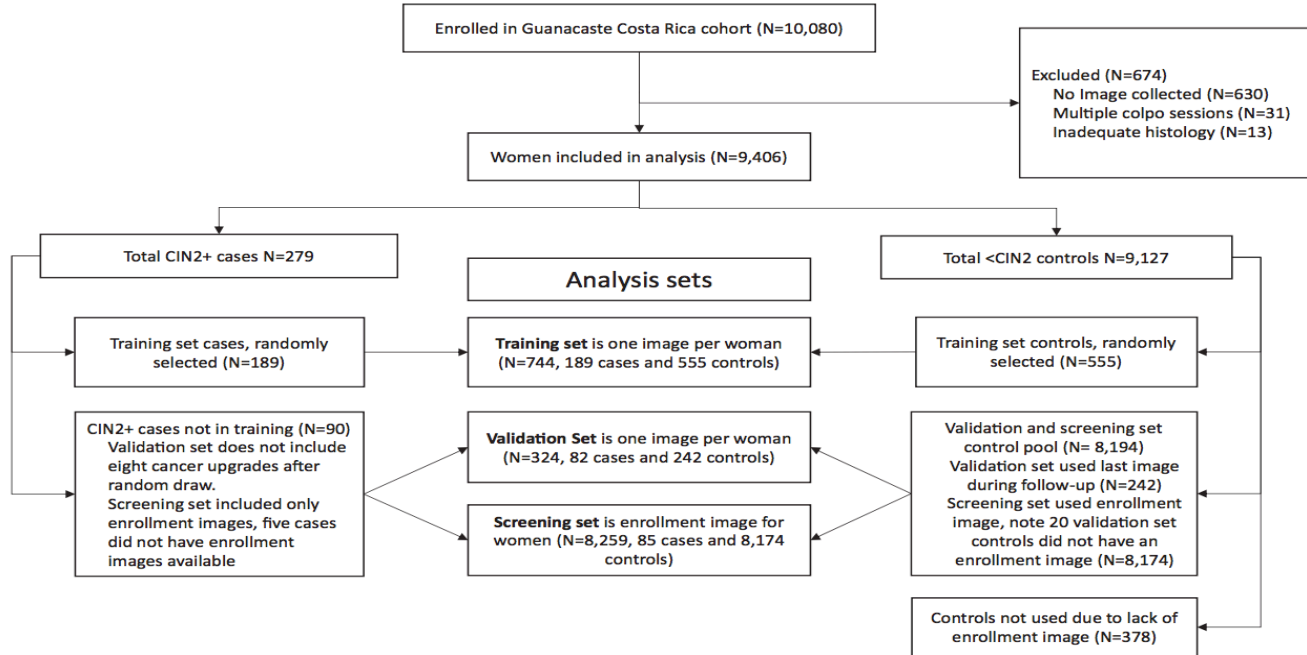 Enrolled in Guanacaste Costa Rica cohort (N=10,080)
Excluded (N=674)
No Image collected (N=630)
Multiple colpo sessions (N=31)
Inadequate histology (N=13)
Women included in analysis (N=9,406)
Total CIN2+ cases N=279
Total <CIN2 controls N=9,127
Analysis sets
Training set cases, randomly
selected (N=189)
Training set is one image per woman
(N=744, 189 cases and 555 controls)
Training set controls, randomly
selected (N=555)
CIN2+ cases not in training (N=90)
Validation set does not include
eight cancer upgrades after
random draw.
Screening set included only
enrollment images, five cases
did not have enrollment
images available
Validation Set is one image per woman
(N=324, 82 cases and 242 controls)
Screening set is enrollment image for
women (N=8,259, 85 cases and 8,174
controls)
Validation and screening set
control pool (N= 8,194)
Validation set used last image
during follow-up (N=242)
Screening set used enrollment
image, note 20 validation set
controls did not have an
enrollment image (N=8,174)
Controls not used due to lack of
enrollment image (N=378)